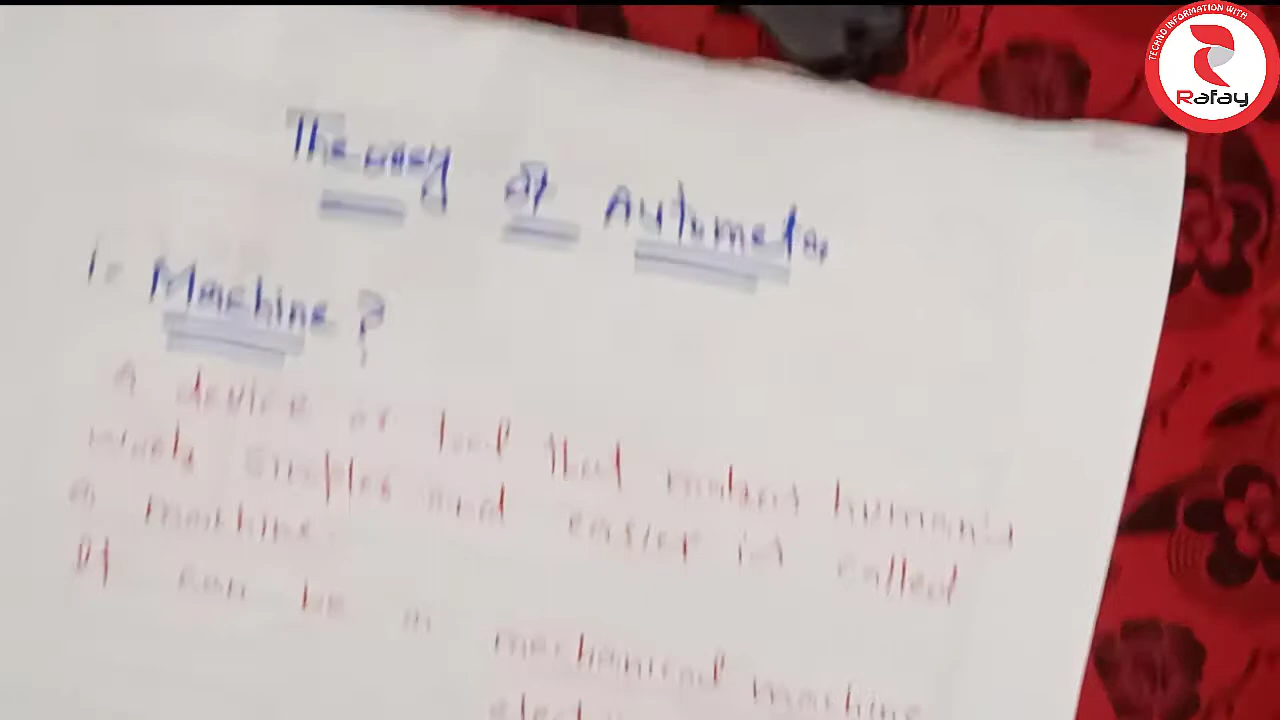 TECHNO INFORMATION WITH
Rafay
Theory of Automata
1:- Machine?
A device or tool that makes human's
work simpler and easier is called
a machine.
It can be a mechanical machine